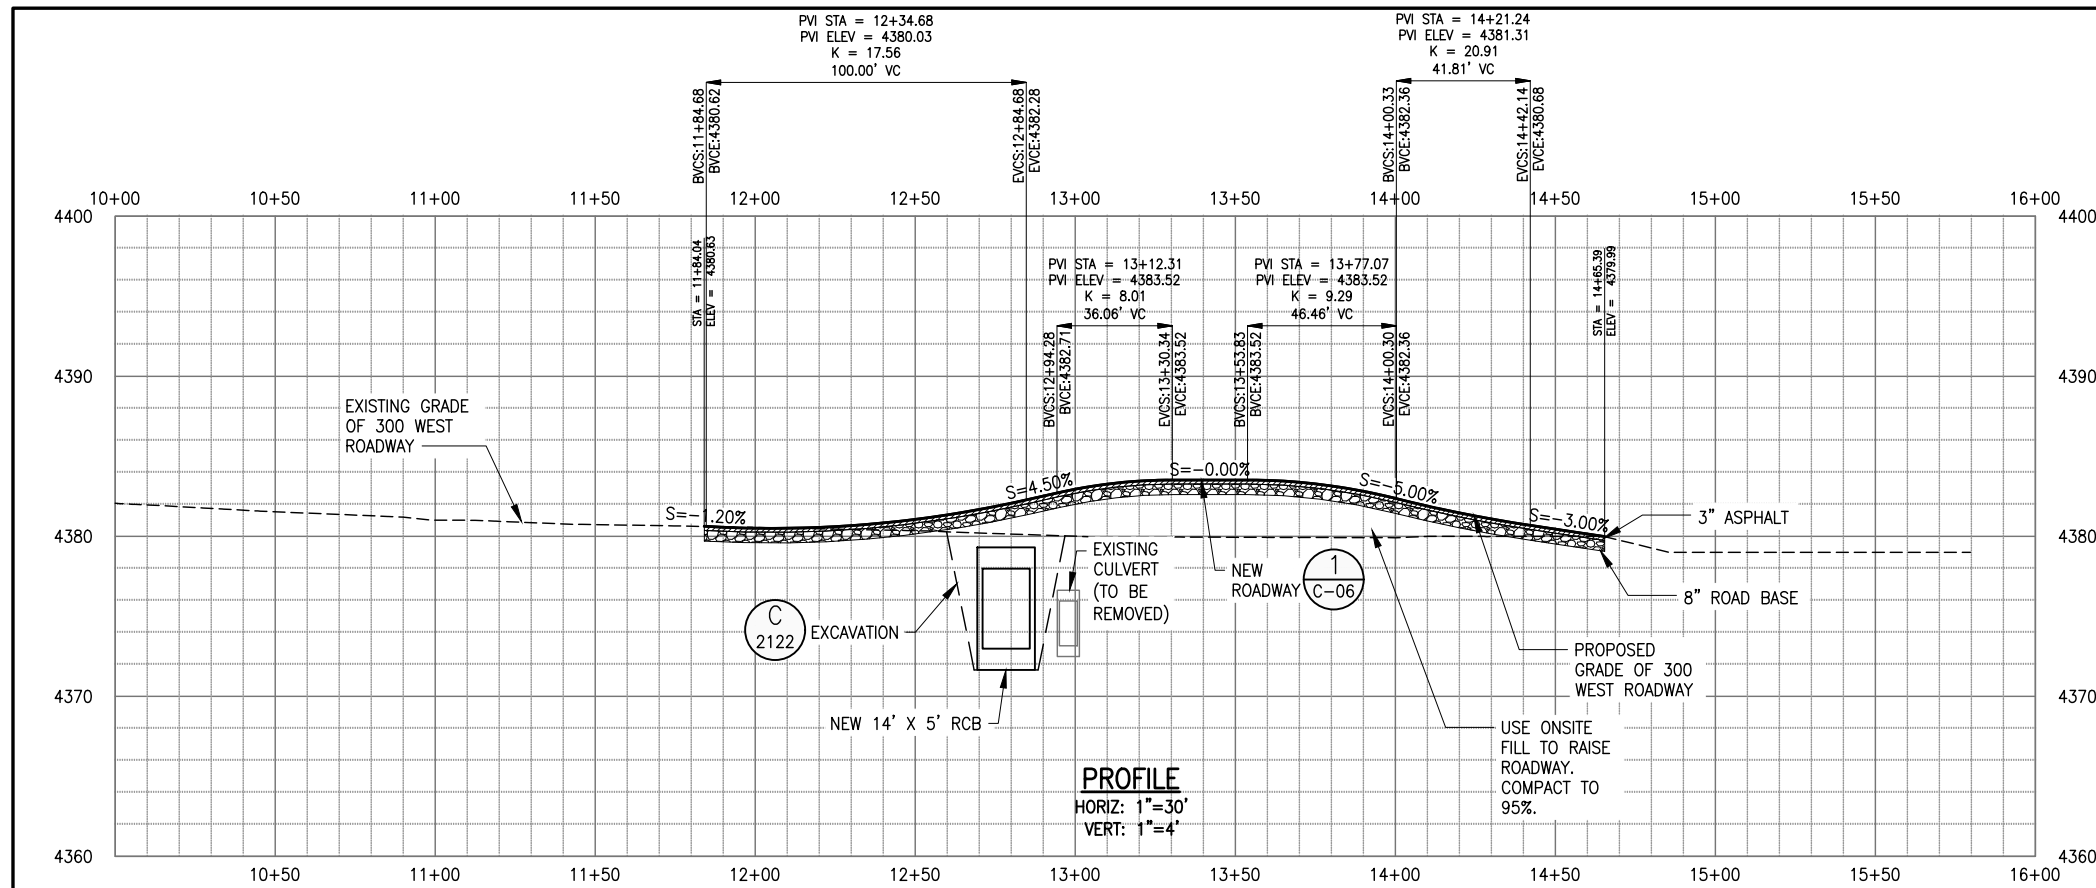 PVI STA = 12+34.68
PVI ELEV = 4380.03
K = 17.56
100.00' VC
PVI STA = 14+21.24
PVI ELEV = 4381.31
K = 20.91
41.81' VC
BVCS:11+84.68
BVCE:4380.62
EVCS:12+84.68
EVCE:4382.28
BVCS:14+00.33
BVCE:4382.36
EVCS:14+42.14
EVCE:4380.68
10+00 10+50 11+00 11+50 12+00 12+50 13+00 13+50 14+00 14+50 15+00 15+50 16+00
4400 4400
STA = 11+84.04
ELEV = 4380.63
PVI STA = 13+12.31
PVI ELEV = 4383.52
K = 8.01
36.06' VC
PVI STA = 13+77.07
PVI ELEV = 4383.52
K = 9.29
46.46' VC
STA = 14+65.39
ELEV = 4379.99
BVCS:12+94.28
BVCE:4382.71
EVCS:13+30.34
EVCE:4383.52
BVCS:13+53.83
BVCE:4383.52
EVCS:14+00.30
EVCE:4382.36
4390 4390
EXISTING GRADE
OF 300 WEST
ROADWAY
S=-1.20%
S=4.50%
S=-0.00%
S=-5.00%
S=-3.00%
3" ASPHALT
4380 4380
EXISTING
CULVERT
(TO BE
REMOVED)
NEW
ROADWAY
1
C-06
8" ROAD BASE
C
2122
EXCAVATION
PROPOSED
GRADE OF 300
WEST ROADWAY
4370 4370
NEW 14' X 5' RCB
USE ONSITE
FILL TO RAISE
ROADWAY.
COMPACT TO
95%.
PROFILE
HORIZ: 1"=30'
VERT: 1"=4'
4360 4360
10+50 11+00 11+50 12+00 12+50 13+00 13+50 14+00 14+50 15+00 15+50 16+00